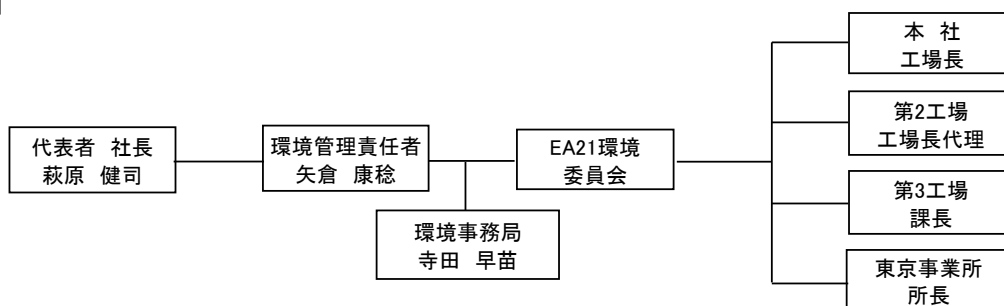 代表者 社長
萩原 健司
環境管理責任者
矢倉 康稔
環境事務局
寺田 早苗
EA21環境
委員会
本 社
工場長
第2工場
工場長代理
第3工場
課長
東京事業所
所長